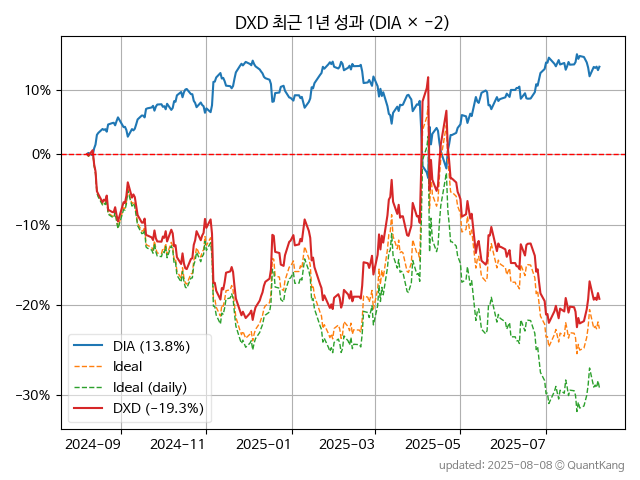 DXD 최근 1년 성과 (DIA × −2)
10%
0%
−10%
−20%
−30%
DIA (13.8%)
Ideal
Ideal (daily)
DXD (−19.3%)
2024-09
2024-11
2025-01
2025-03
2025-05
2025-07
updated: 2025-08-08 © QuantKang